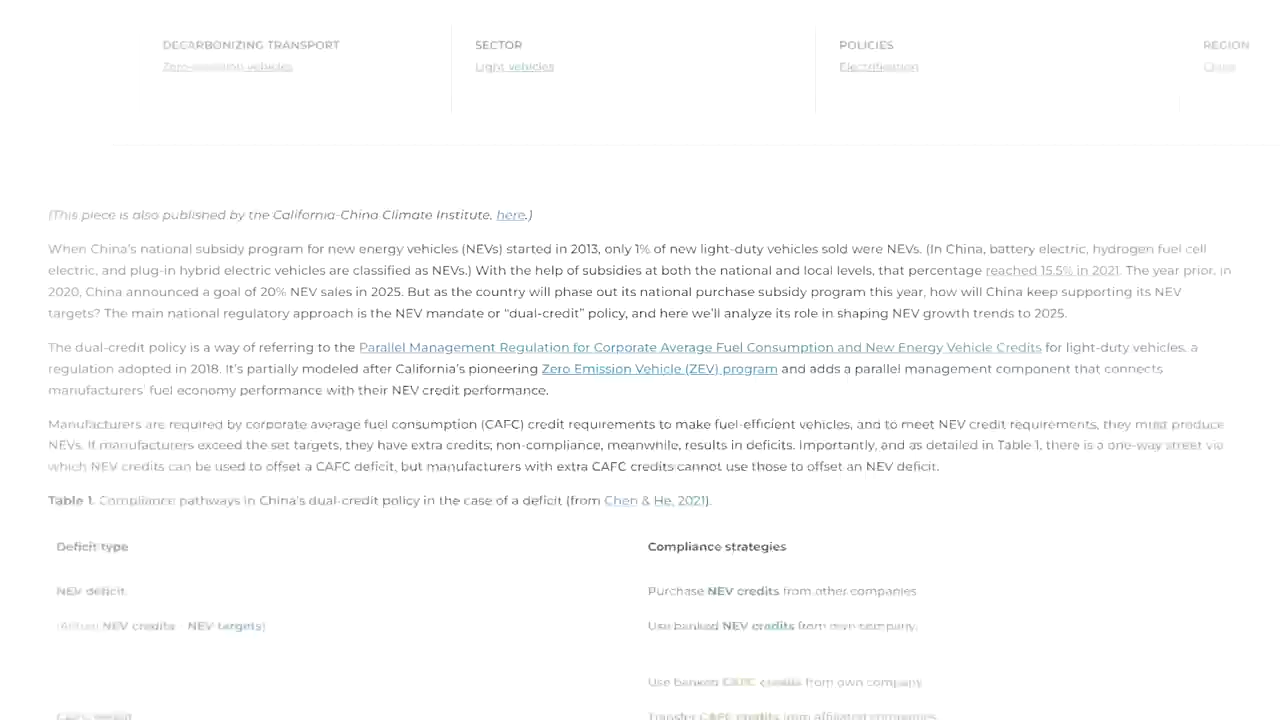 DECARBONIZING TRANSPORT
SECTOR
POLICIES
REGION
Zero-emission vehicles
Light vehicles
Electrification
China
(This piece is also published by the California-China Climate Institute, here.)
When China's national subsidy program for new energy vehicles (NEVs) started in 2013, only 1% of new light-duty vehicles sold were NEVs. (In China, battery electric, hydrogen fuel cell
electric, and plug-in hybrid electric vehicles are classified as NEVs.) With the help of subsidies at both the national and local levels, that percentage reached 15.5% in 2021. The year prior, in
2020, China announced a goal of 20% NEV sales in 2025. But as the country will phase out its national purchase subsidy program this year, how will China keep supporting its NEV
targets? The main national regulatory approach is the NEV mandate or “dual-credit” policy, and here we'll analyze its role in shaping NEV growth trends to 2025.
The dual-credit policy is a way of referring to the Parallel Management Regulation for Corporate Average Fuel Consumption and New Energy Vehicle Credits for light-duty vehicles, a
regulation adopted in 2018. It's partially modeled after California's pioneering Zero Emission Vehicle (ZEV) program and adds a parallel management component that connects
manufacturers' fuel economy performance with their NEV credit performance.
Manufacturers are required by corporate average fuel consumption (CAFC) credit requirements to make fuel-efficient vehicles, and to meet NEV credit requirements, they must produce
NEVs. If manufacturers exceed the set targets, they have extra credits; non-compliance, meanwhile, results in deficits. Importantly, and as detailed in Table 1, there is a one-way street via
which NEV credits can be used to offset a CAFC deficit, but manufacturers with extra CAFC credits cannot use those to offset an NEV deficit.
Table 1. Compliance pathways in China's dual-credit policy in the case of a deficit (from Chen & He, 2021).
Deficit type
Compliance strategies
NEV deficit
Purchase NEV credits from other companies
(Actual NEV credits NEV targets)
Use banked NEV credits from own company
Use banked CAFC credits from own company
Transfer CAFC credits from affiliated companies